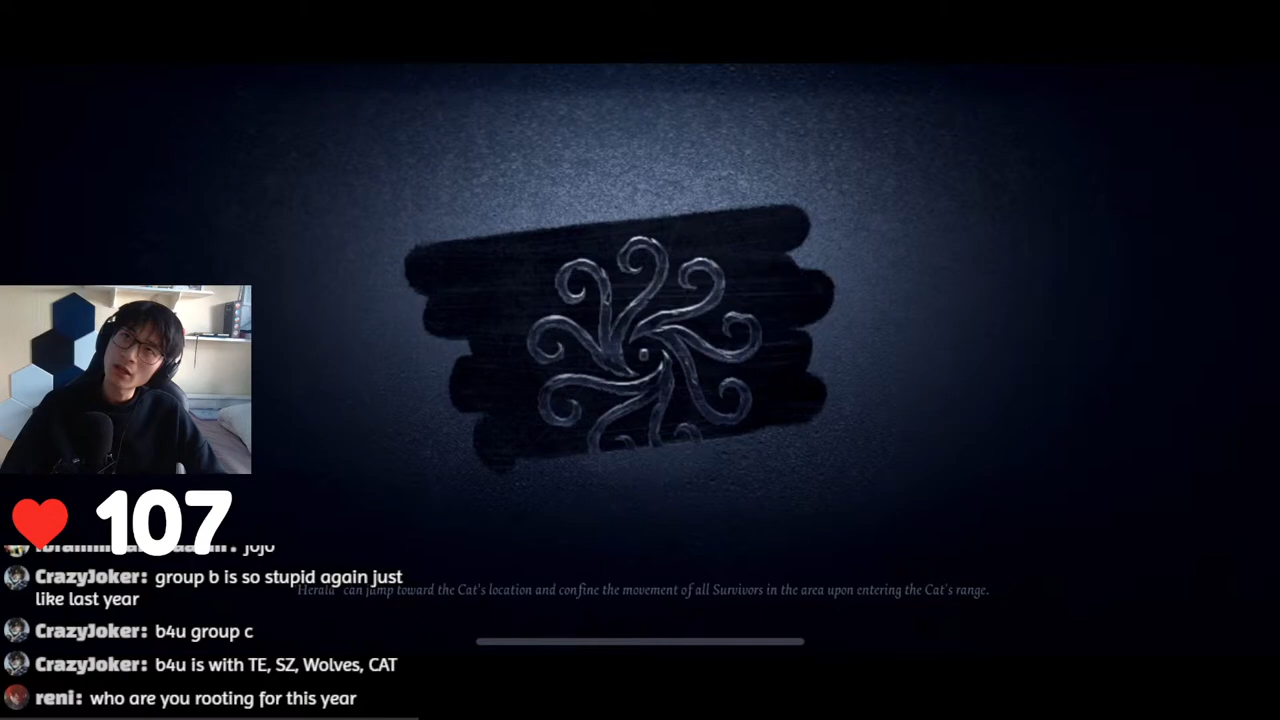 Herald" can jump toward the Cat's location and confine the movement of all Survivors in the area upon entering the Cat's range.
107
jojo
CrazyJoker: group b is so stupid again just
like last year
CrazyJoker: b4u group c
CrazyJoker: b4u is with TE, SZ, Wolves, CAT
reni: who are you rooting for this year